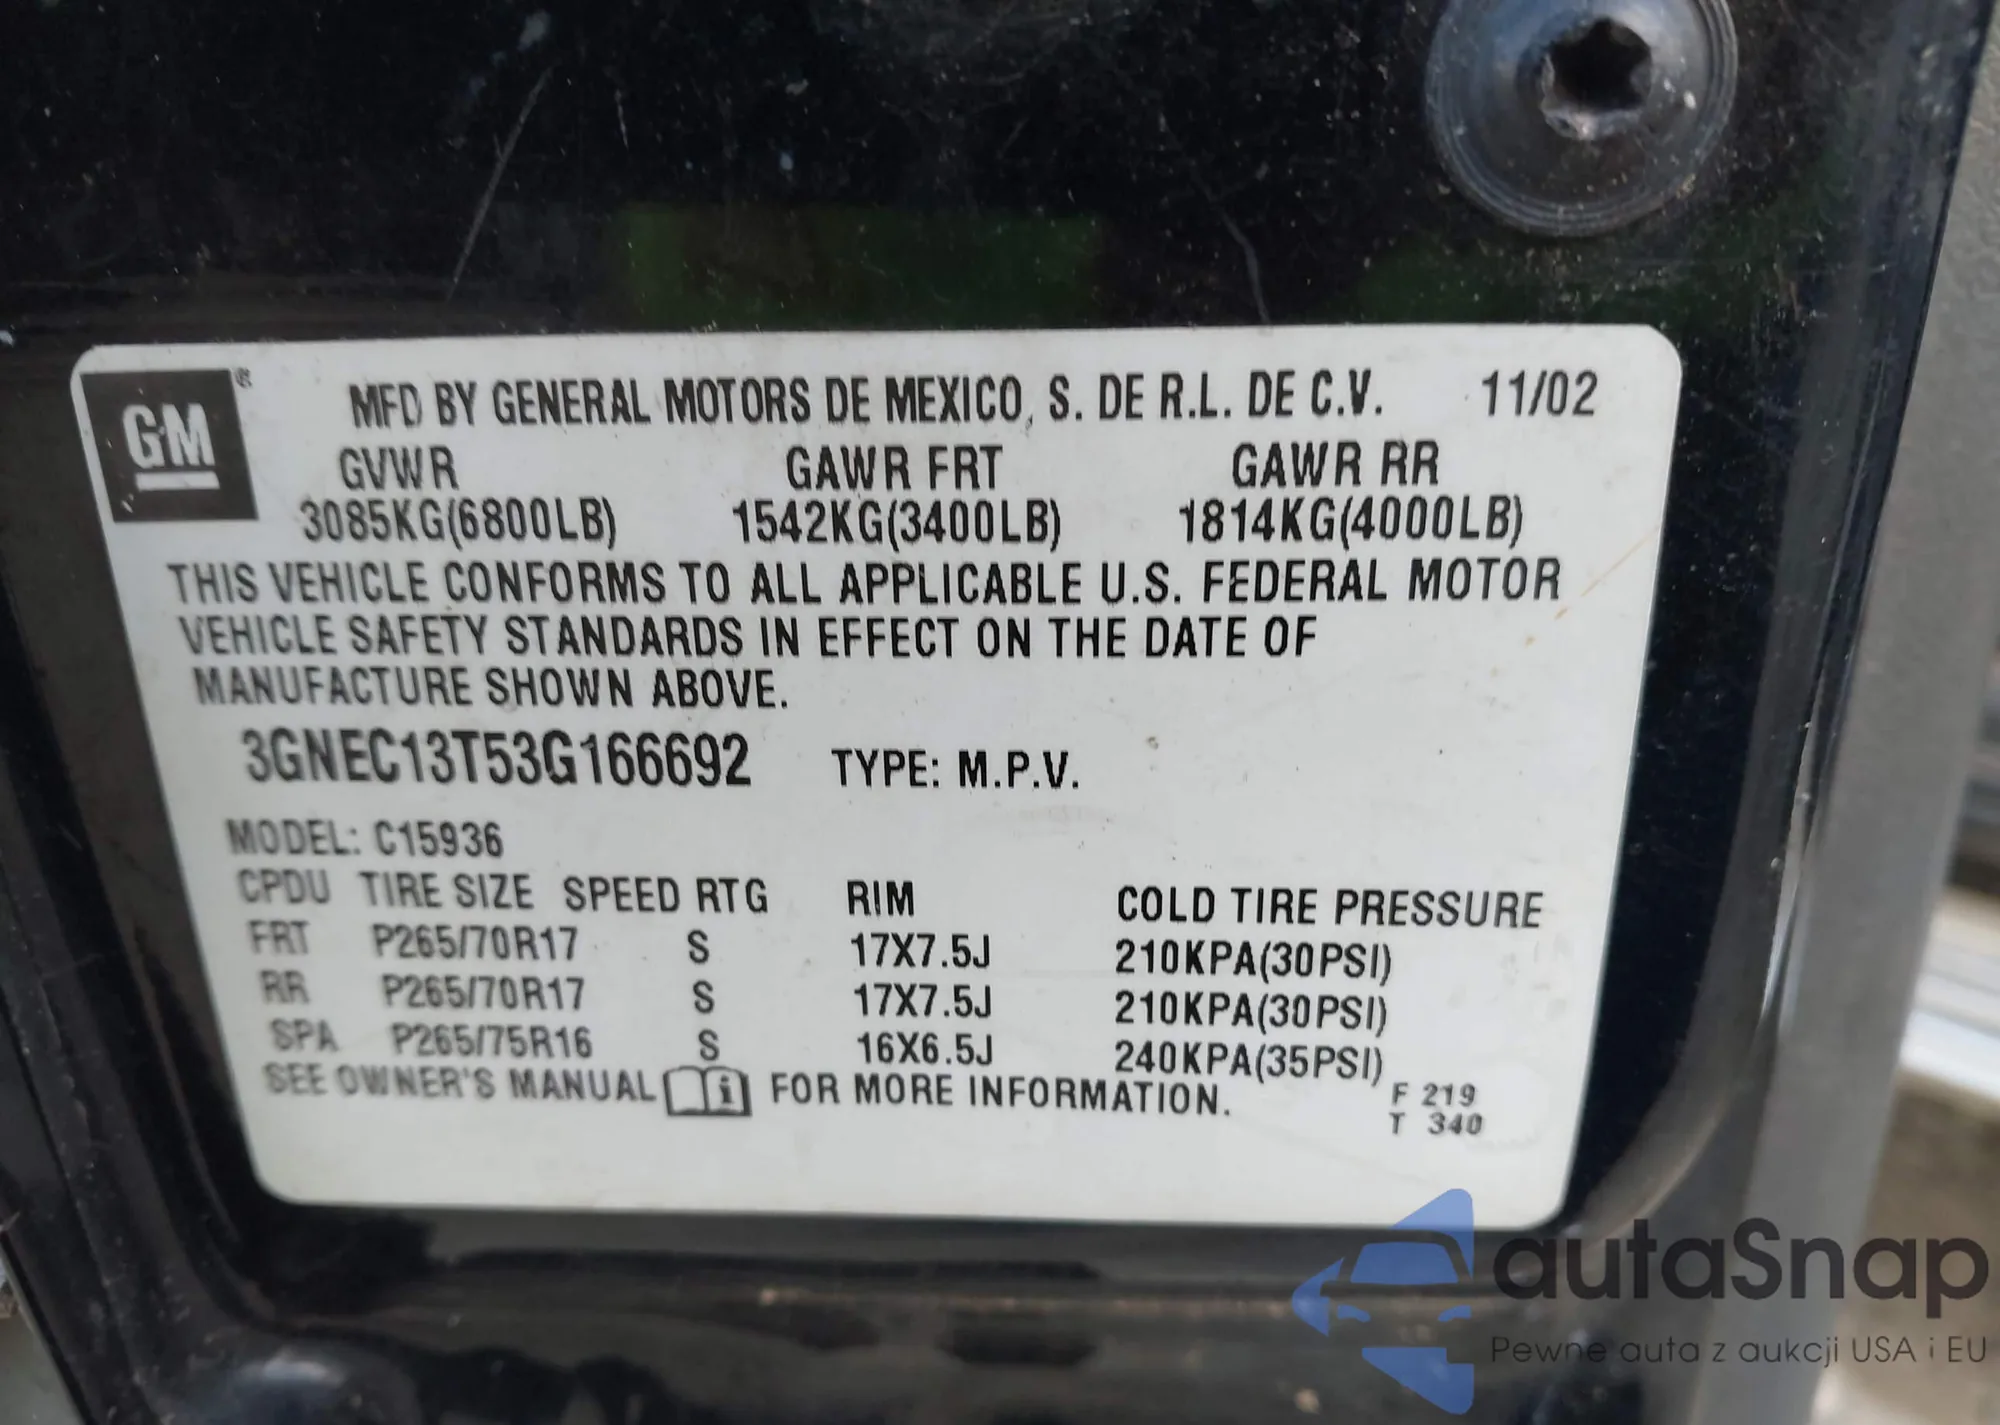 GM®
MFD BY GENERAL MOTORS DE MEXICO, S. DE R.L. DE C.V. 11/02
GVWR GAWR FRT GAWR RR
3085KG(6800LB) 1542KG(3400LB) 1814KG(4000LB)
THIS VEHICLE CONFORMS TO ALL APPLICABLE U.S. FEDERAL MOTOR
VEHICLE SAFETY STANDARDS IN EFFECT ON THE DATE OF
MANUFACTURE SHOWN ABOVE.
3GNEC13T53G166692 TYPE: M.P.V.
MODEL: C15936
CPDU TIRE SIZE SPEED RTG RIM COLD TIRE PRESSURE
FRT P265/70R17 S 17X7.5J 210KPA(30PSI)
RR P265/70R17 S 17X7.5J 210KPA(30PSI)
SPA P265/75R16 S 16X6.5J 240KPA(35PSI)
SEE OWNER'S MANUAL i FOR MORE INFORMATION.
F 219
T 340
autaSnap
Pewne auta z aukcji USA i EU